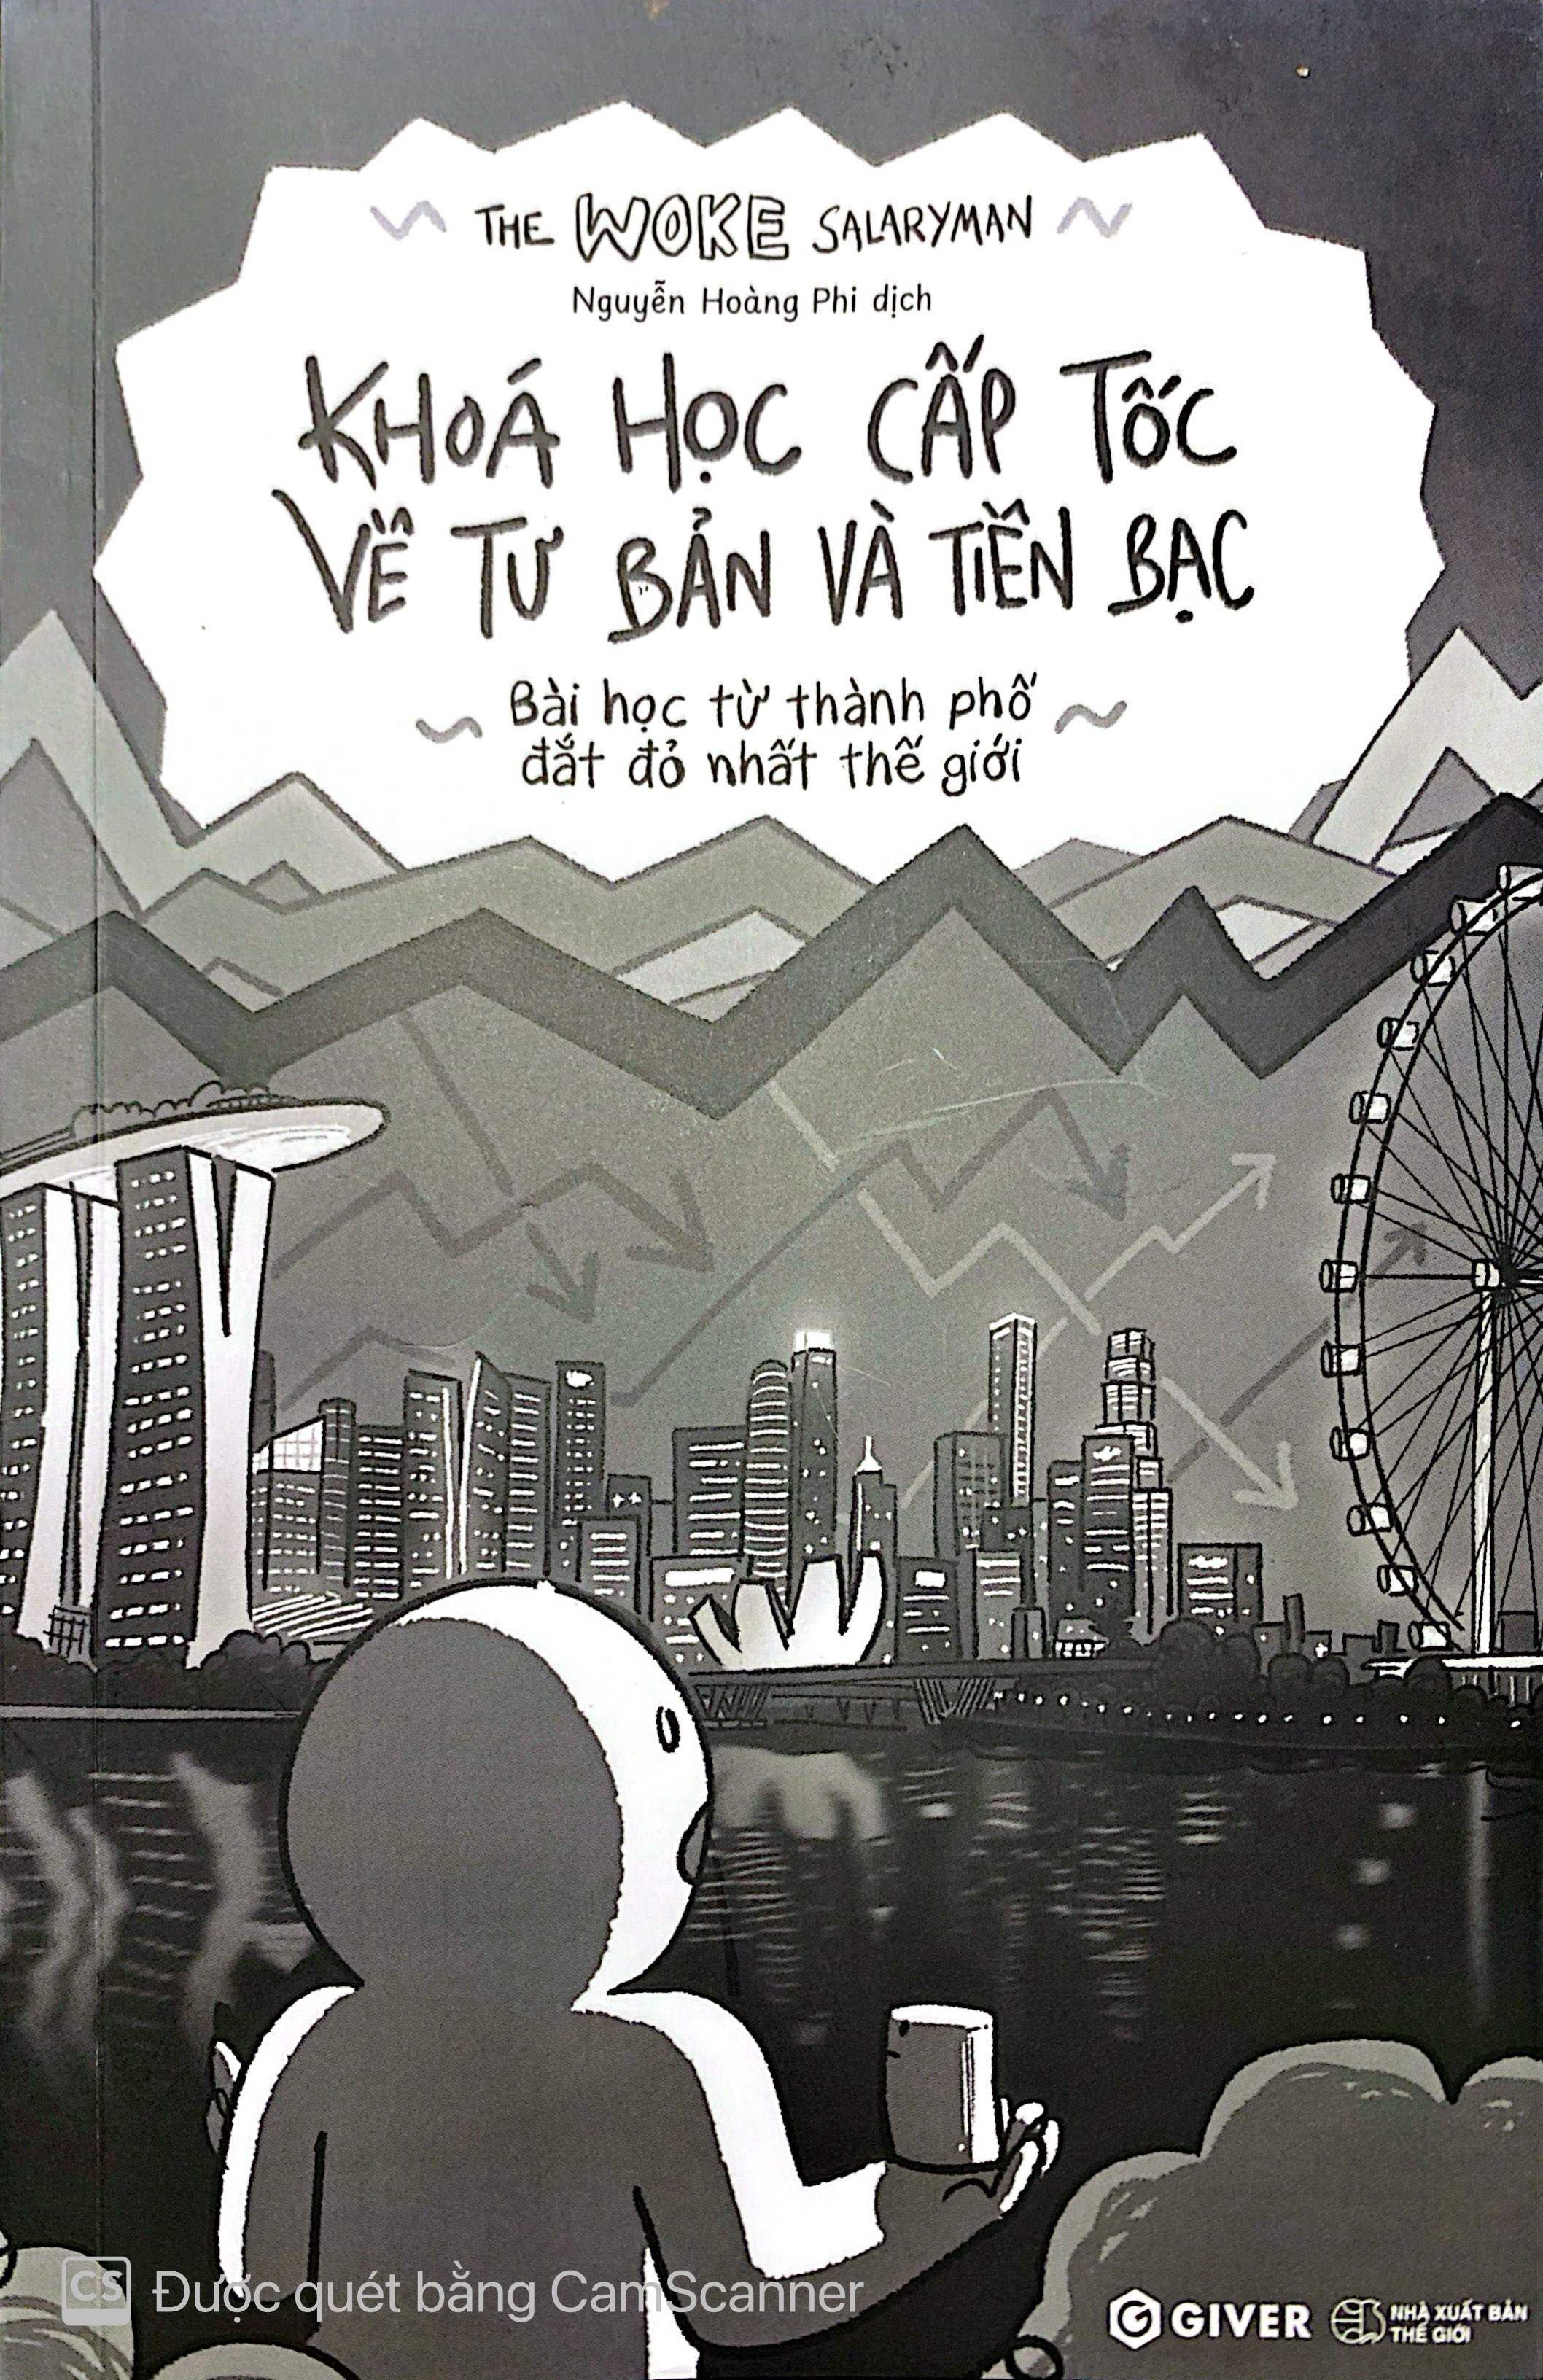 THE WOKE SALARYMAN
Nguyễn Hoàng Phi dịch
KHOÁ HỌC CẤP TỐC
VỀ TƯ BẢN VÀ TIỀN BẠC
Bài học từ thành phố
đắt đỏ nhất thế giới
CS Được quét bằng CamScanner
GIVER
NHÀ XUẤT BẢN
THẾ GIỚI